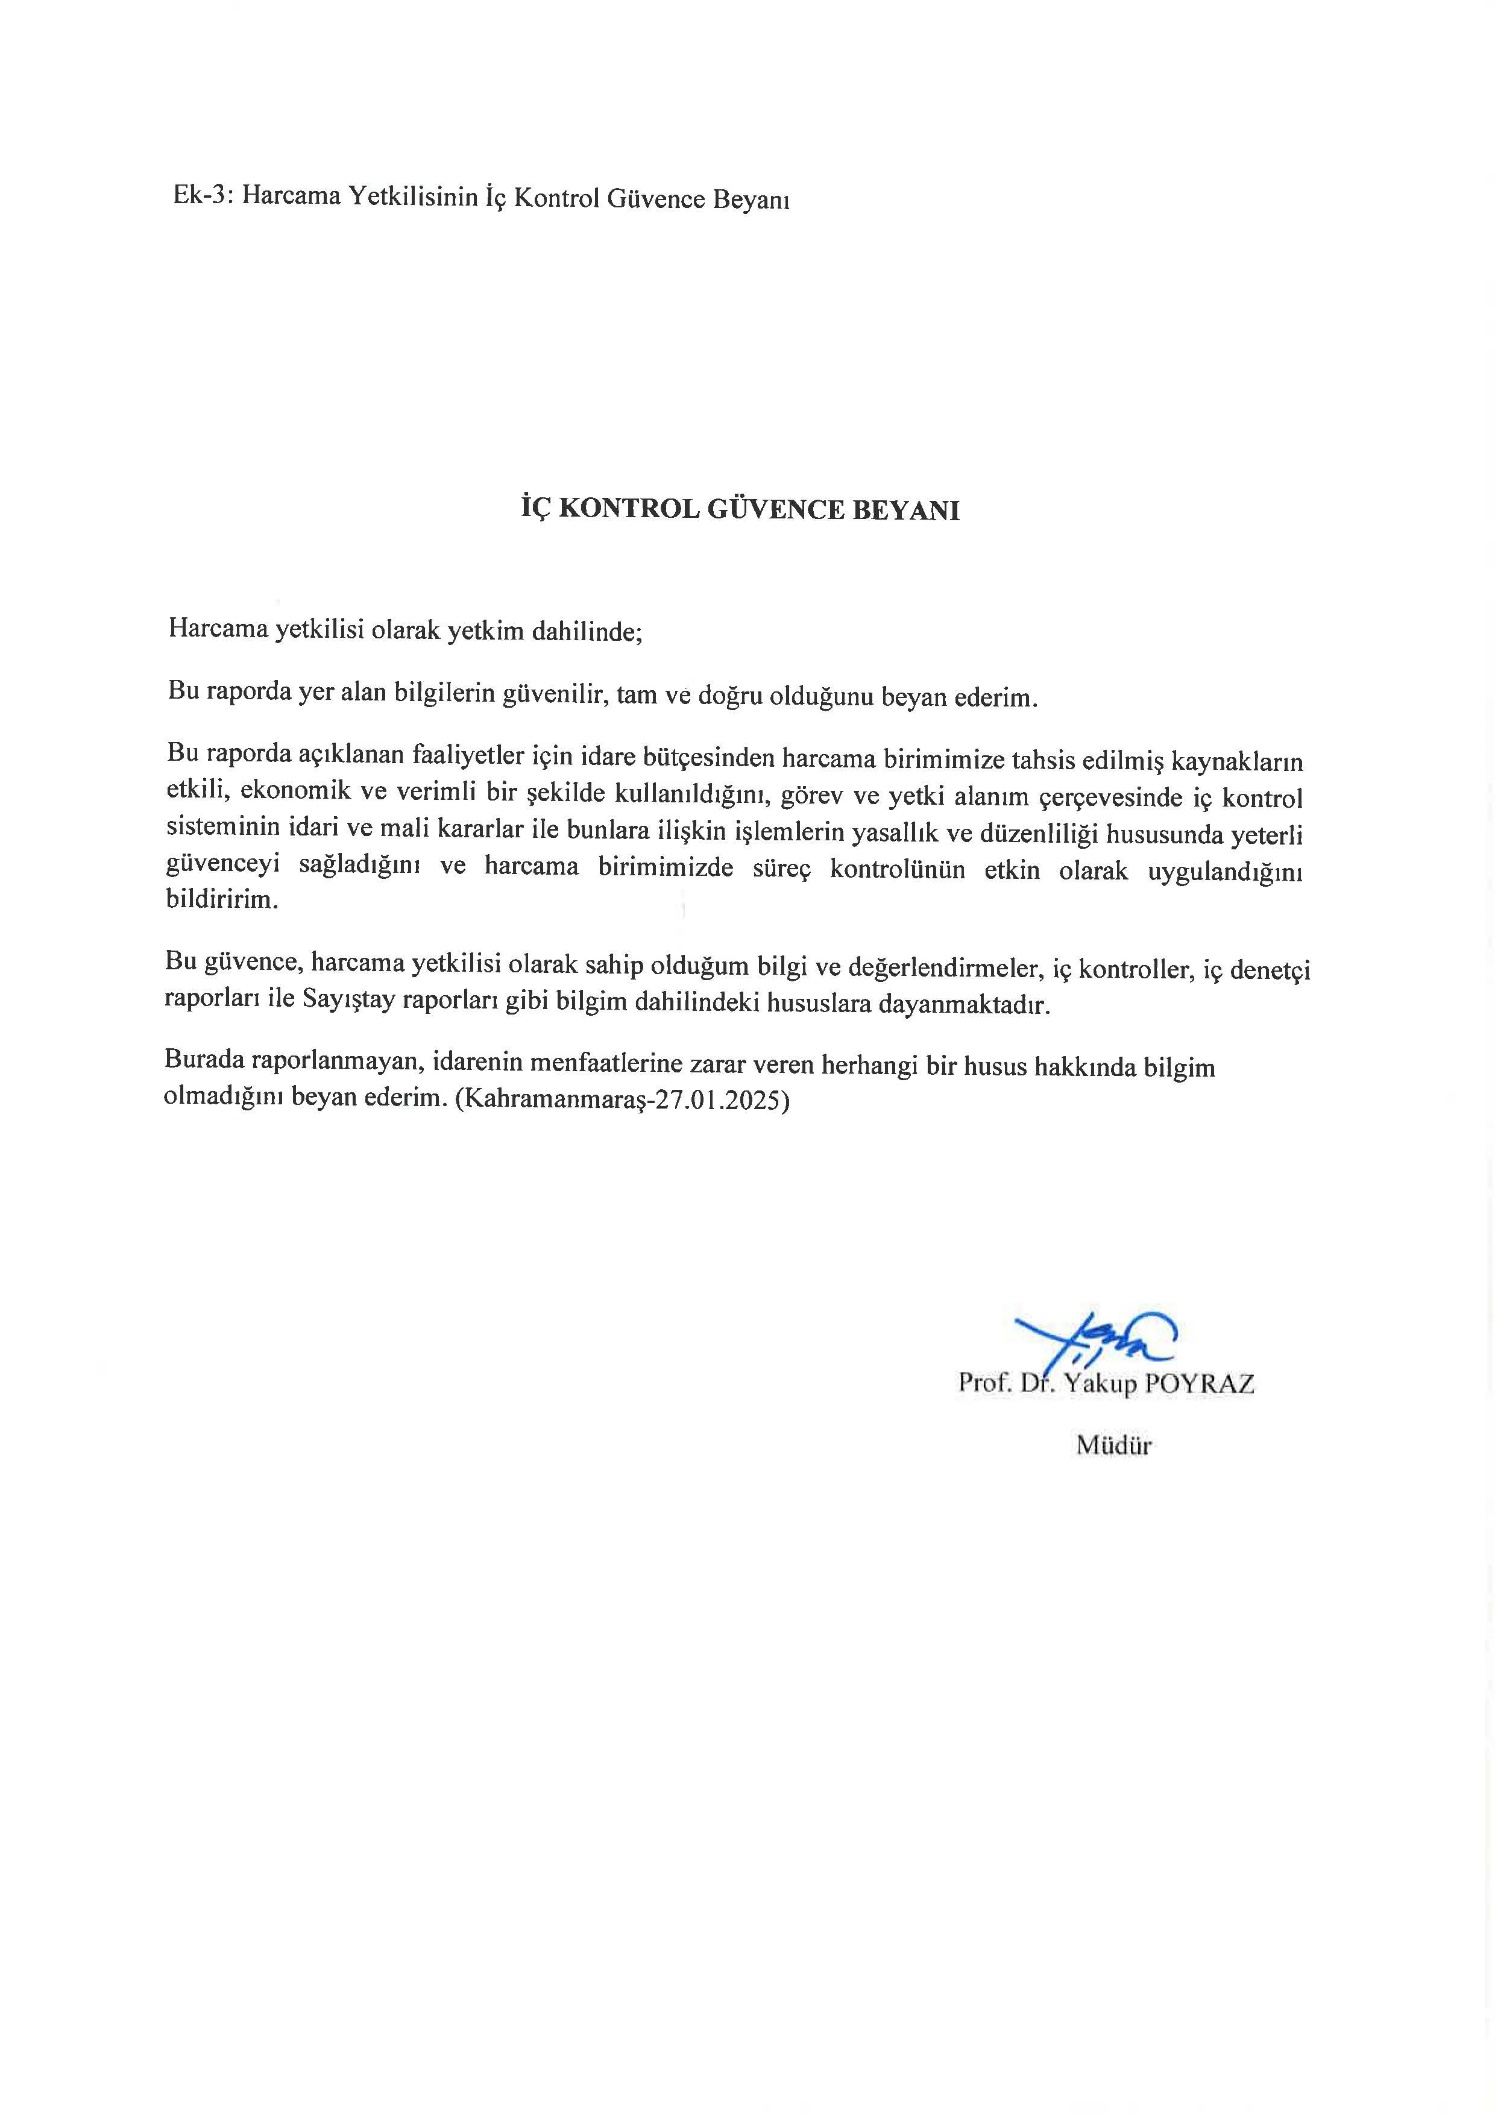 Ek-3: Harcama Yetkilisinin İç Kontrol Güvence Beyanı
İÇ KONTROL GÜVENCE BEYANI
Harcama yetkilisi olarak yetkim dahilinde;
Bu raporda yer alan bilgilerin güvenilir, tam ve doğru olduğunu beyan ederim.
Bu raporda açıklanan faaliyetler için idare bütçesinden harcama birimimize tahsis edilmiş kaynakların
etkili, ekonomik ve verimli bir şekilde kullanıldığını, görev ve yetki alanım çerçevesinde iç kontrol
sisteminin idari ve mali kararlar ile bunlara ilişkin işlemlerin yasallık ve düzenliliği hususunda yeterli
güvenceyi sağladığını ve harcama birimimizde süreç kontrolünün etkin olarak uygulandığını
bildiririm.
Bu güvence, harcama yetkilisi olarak sahip olduğum bilgi ve değerlendirmeler, iç kontroller, iç denetçi
raporları ile Sayıştay raporları gibi bilgim dahilindeki hususlara dayanmaktadır.
Burada raporlanmayan, idarenin menfaatlerine zarar veren herhangi bir husus hakkında bilgim
olmadığını beyan ederim. (Kahramanmaraş-27.01.2025)
Prof. Dr. Yakup POYRAZ
Müdür